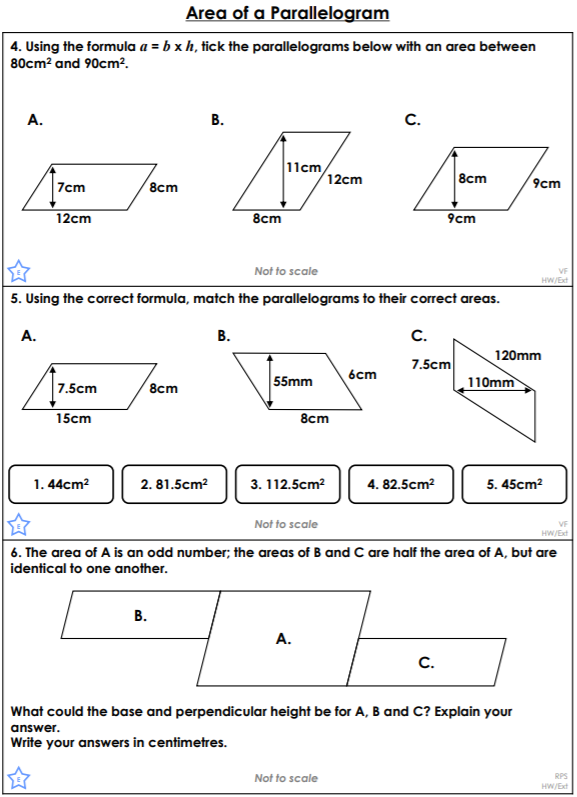 Area of a Parallelogram
4. Using the formula a = b x h, tick the parallelograms below with an area between
80cm² and 90cm².
A.
B.
C.
7cm
8cm
12cm
11cm
12cm
8cm
8cm
9cm
9cm
E
Not to scale
VF
HW/Ext
5. Using the correct formula, match the parallelograms to their correct areas.
A.
B.
C.
7.5cm
8cm
15cm
55mm
6cm
8cm
7.5cm
120mm
110mm
1. 44cm²
2. 81.5cm²
3. 112.5cm²
4. 82.5cm²
5. 45cm²
E
Not to scale
VF
HW/Ext
6. The area of A is an odd number; the areas of B and C are half the area of A, but are
identical to one another.
B.
A.
C.
What could the base and perpendicular height be for A, B and C? Explain your
answer.
Write your answers in centimetres.
E
Not to scale
RPS
HW/Ext